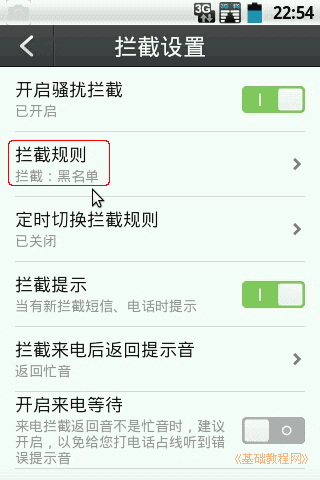 3G 22:54
拦截设置
开启骚扰拦截
已开启
拦截规则
拦截：黑名单
定时切换拦截规则
已关闭
拦截提示
当有新拦截短信、电话时提示
拦截来电后返回提示音
返回忙音
开启来电等待
来电拦截返回音不是忙音时，建议
开启，以免给您打电话占线听到错
误提示音
《基础教程网》